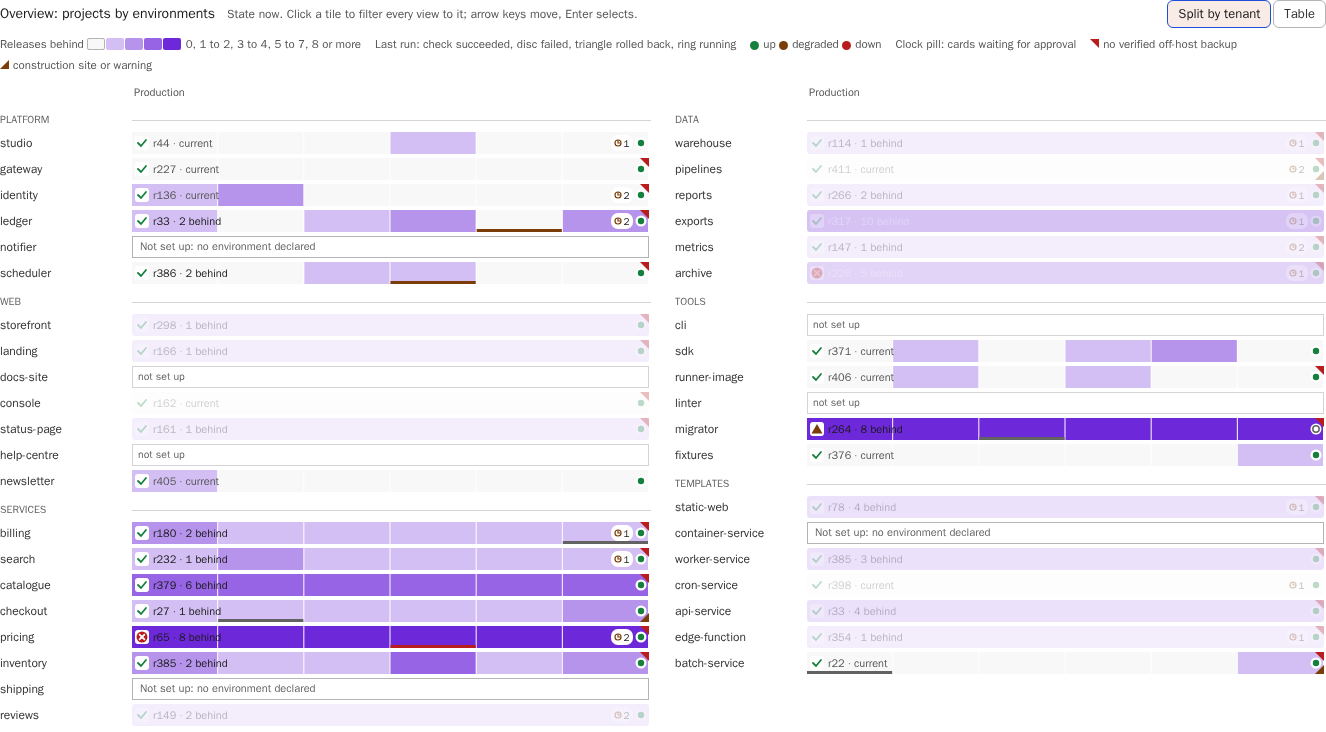 Overview: projects by environments State now. Click a tile to filter every view to it; arrow keys move, Enter selects. Split by tenant Table
Releases behind 0, 1 to 2, 3 to 4, 5 to 7, 8 or more Last run: check succeeded, disc failed, triangle rolled back, ring running up degraded down Clock pill: cards waiting for approval no verified off-host backup
construction site or warning
Production
PLATFORM
studio r44 · current 1
gateway r227 · current
identity r136 · current 2
ledger r33 · 2 behind 2
notifier Not set up: no environment declared
scheduler r386 · 2 behind
WEB
storefront r298 · 1 behind
landing r166 · 1 behind
docs-site not set up
console r162 · current
status-page r161 · 1 behind
help-centre not set up
newsletter r405 · current
SERVICES
billing r180 · 2 behind 1
search r232 · 1 behind 1
catalogue r379 · 6 behind
checkout r27 · 1 behind
pricing r65 · 8 behind 2
inventory r385 · 2 behind
shipping Not set up: no environment declared
reviews r149 · 2 behind 2
Production
DATA
warehouse r114 · 1 behind 1
pipelines r411 · current 2
reports r266 · 2 behind 1
exports r317 · 10 behind 1
metrics r147 · 1 behind 2
archive 5 behind 1
TOOLS
cli not set up
sdk r371 · current
runner-image r406 · current
linter not set up
migrator r264 · 8 behind
fixtures r376 · current
TEMPLATES
static-web r78 · 4 behind 1
container-service Not set up: no environment declared
worker-service r385 · 3 behind
cron-service r398 · current 1
api-service r33 · 4 behind
edge-function r354 · 1 behind 1
batch-service r22 · current